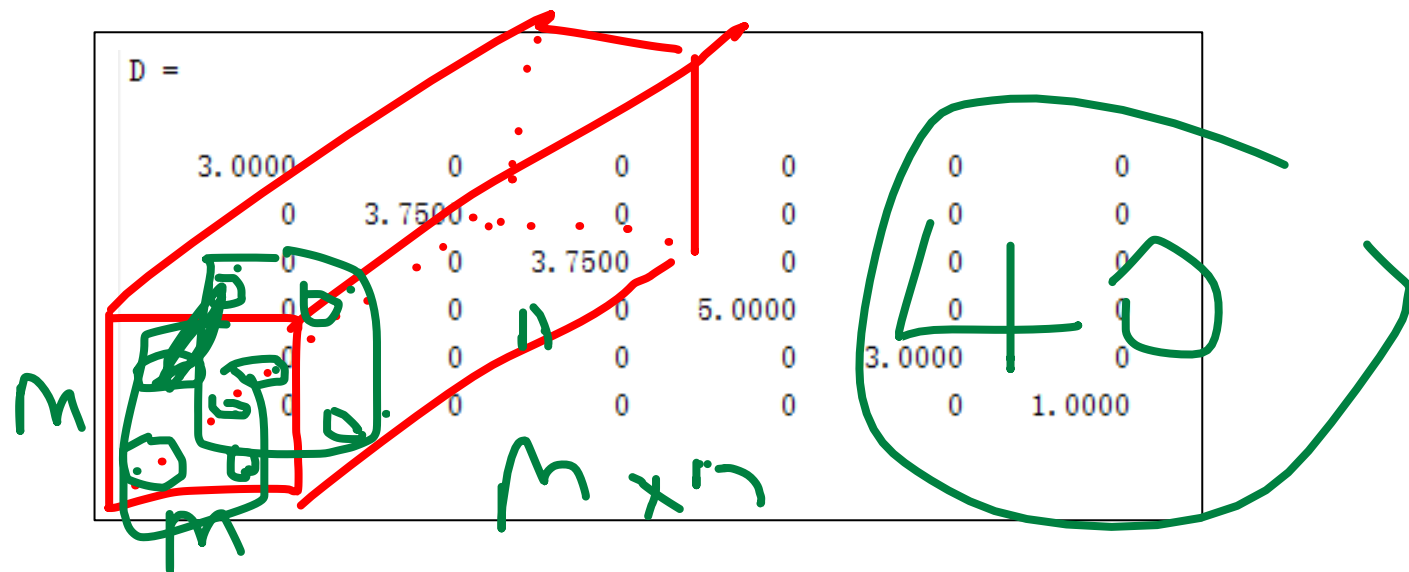 D =
3.0000 0 0 0 0 0
0 3.7500 0 0 0 0
0 0 3.7500 0 0 0
0 0 0 5.0000 0 0
0 0 0 0 3.0000 0
0 0 0 0 0 1.0000
40
n
m
m x n
m